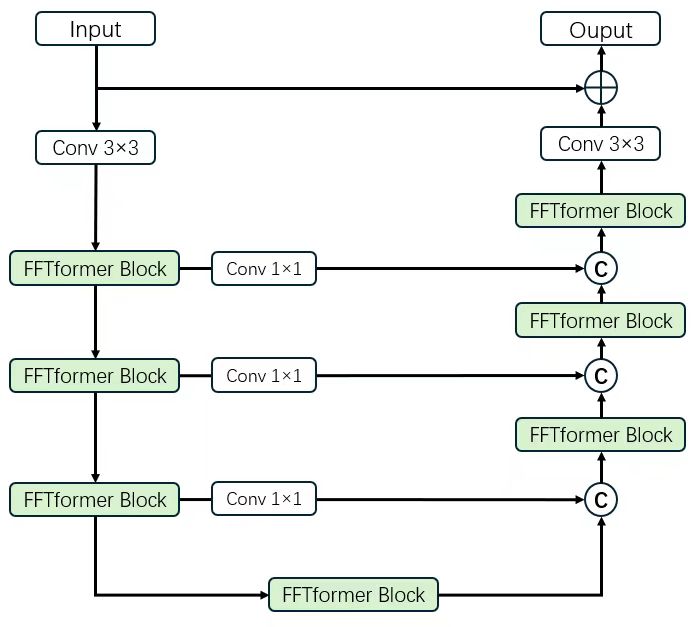 Input
Ouput
Conv 3×3
Conv 3×3
FFTformer Block
FFTformer Block
Conv 1×1
C
FFTformer Block
FFTformer Block
Conv 1×1
C
FFTformer Block
FFTformer Block
Conv 1×1
C
FFTformer Block